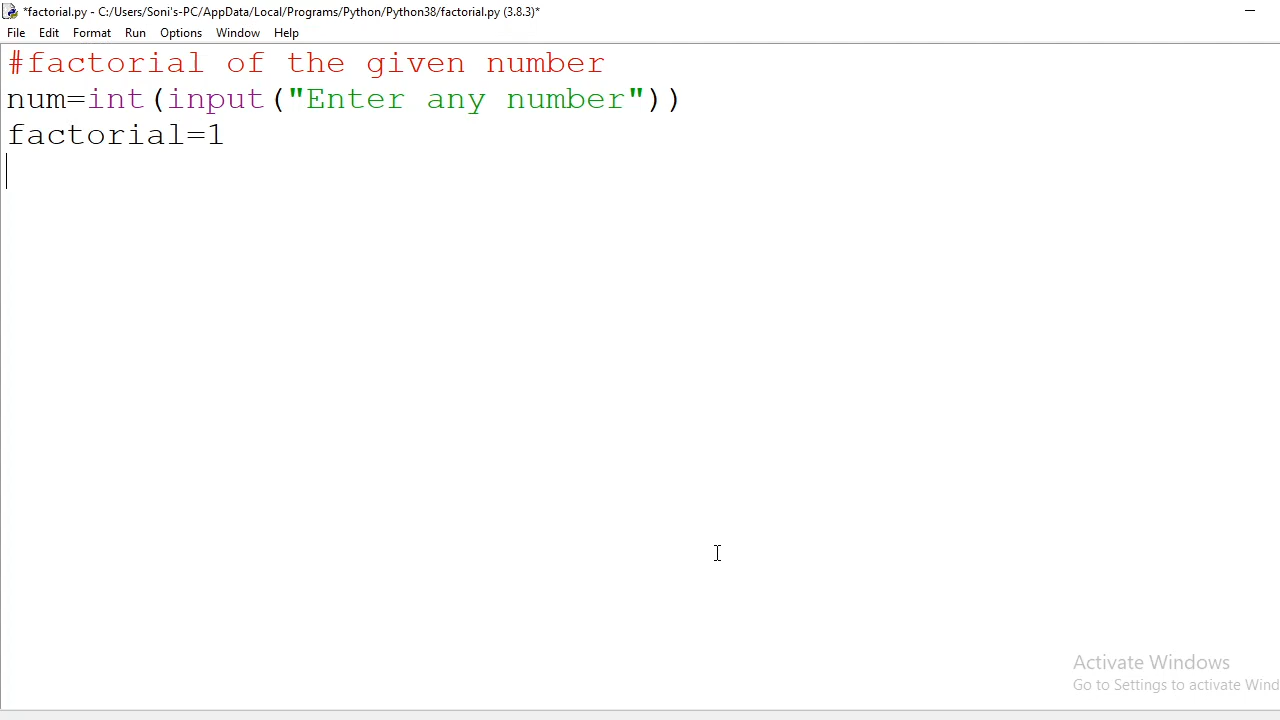 *factorial.py - C:/Users/Soni's-PC/AppData/Local/Programs/Python/Python38/factorial.py (3.8.3)*
File Edit Format Run Options Window Help
#factorial of the given number
num=int(input("Enter any number"))
factorial=1
Activate Windows
Go to Settings to activate Wind